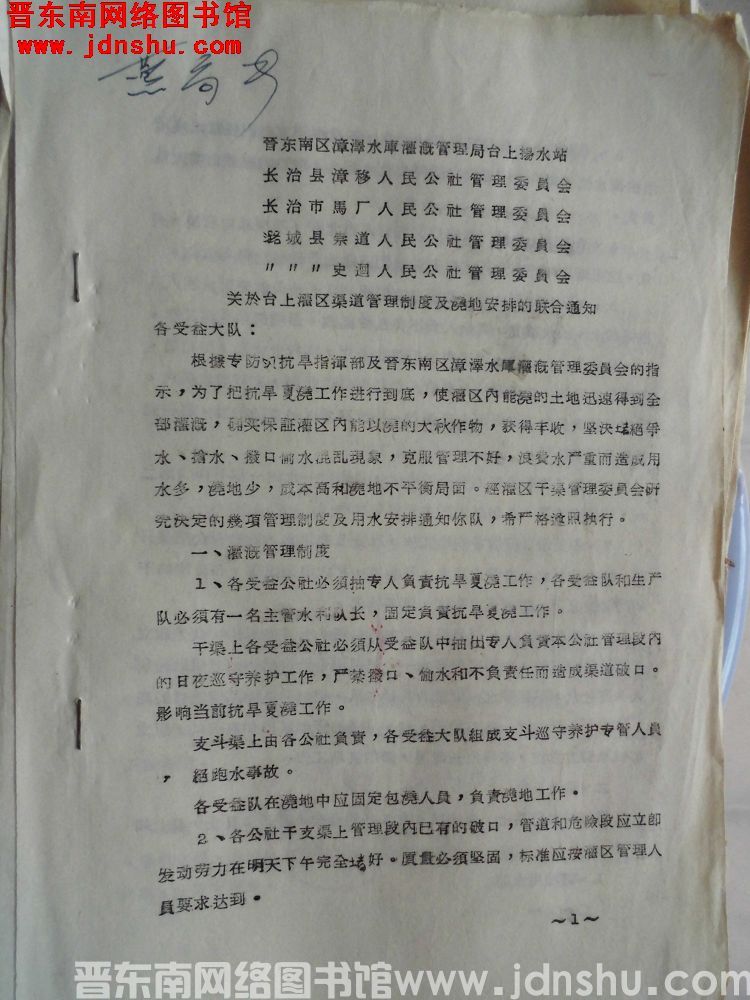 晋东南网络图书馆
www.jdnshu.com
晋东南区漳澤水庫灌漑管理局台上揚水站
长治县漳移人民公社管理委員会
长治市馬厂人民公社管理委員会
潞城县崇道人民公社管理委員会
〃〃〃史迴人民公社管理委員会
关於台上灌区渠道管理制度及澆地安排的联合通知
各受益大队：
根據专防汛抗旱指揮部及晋东南区漳澤水庫灌漑管理委員会的指
示，为了把抗旱夏澆工作进行到底，使灌区內能澆的土地迅速得到全
部灌漑，确实保証灌区內能以澆的大秋作物，获得丰收，坚决堵絕爭
水、搶水、撥口偷水混乱現象，克服管理不好，浪費水严重而造成用
水多，澆地少，成本高和澆地不平衡局面。經灌区干渠管理委員会研
究决定的幾項管理制度及用水安排通知你队，希严格遵照执行。
一、灌漑管理制度
1、各受益公社必須抽专人負責抗旱夏澆工作，各受益队和生产
队必須有一名主管水利队长，固定負責抗旱夏澆工作。
干渠上各受益公社必須从受益队中抽出专人負責本公社管理段內
的日夜巡守养护工作，严禁撥口、偷水和不負責任而造成渠道破口。
影响当前抗旱夏澆工作。
支斗渠上由各公社負責，各受益大队組成支斗巡守养护专管人員
，絕跑水事故。
各受益队在澆地中应固定包澆人員，負責澆地工作。
2、各公社干支渠上管理段內已有的破口，管道和危險段应立即
发动劳力在明天下午完全堵好。质量必須坚固，标准应按灌区管理人
員要求达到。
～1～
晋东南网络图书馆www.jdnshu.com